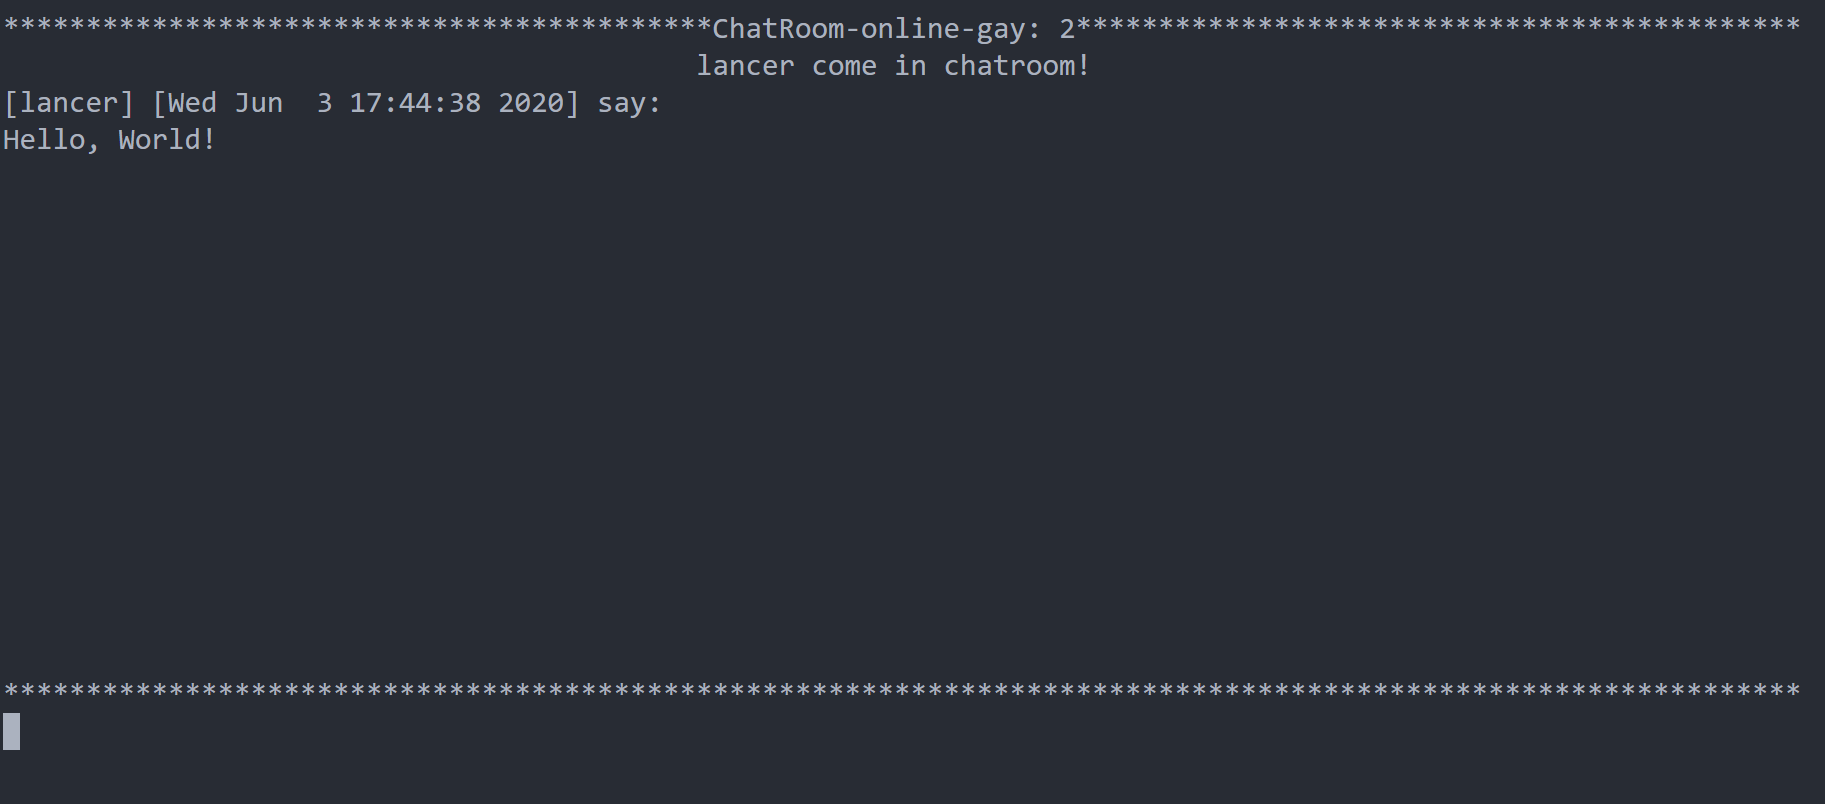 *******************************************ChatRoom-online-gay: 2********************************************
lancer come in chatroom!
[lancer] [Wed Jun  3 17:44:38 2020] say:
Hello, World!
*************************************************************************************************************